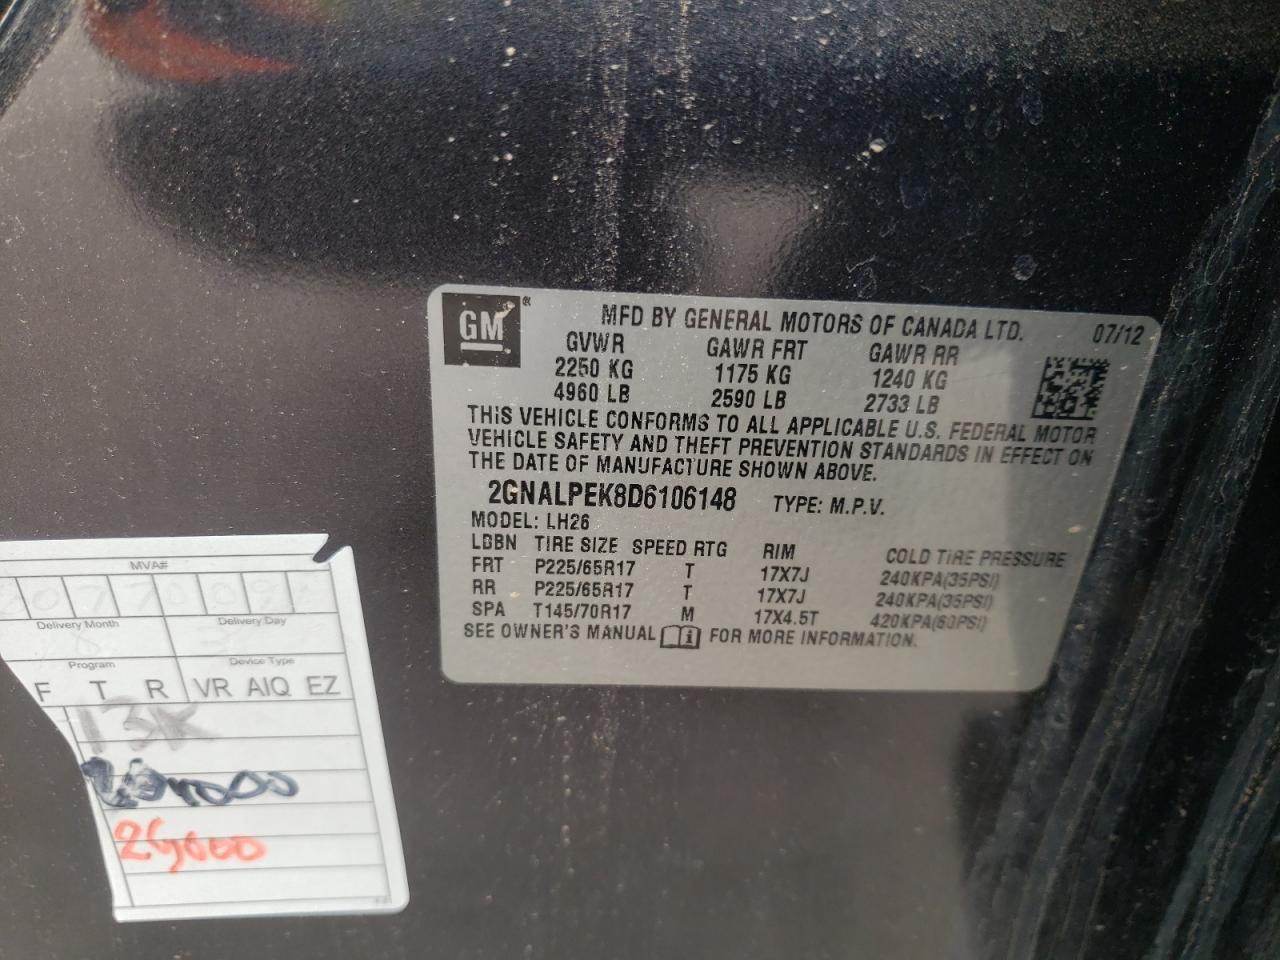 GM ®
MFD BY GENERAL MOTORS OF CANADA LTD. 07/12
GVWR GAWR FRT GAWR RR
2250 KG 1175 KG 1240 KG
4960 LB 2590 LB 2733 LB
THIS VEHICLE CONFORMS TO ALL APPLICABLE U.S. FEDERAL MOTOR
VEHICLE SAFETY AND THEFT PREVENTION STANDARDS IN EFFECT ON
THE DATE OF MANUFACTURE SHOWN ABOVE.
2GNALPEK8D6106148 TYPE: M.P.V.
MODEL: LH26
LDBN TIRE SIZE SPEED RTG RIM COLD TIRE PRESSURE
FRT P225/65R17 T 17X7J 240KPA(35PSI)
RR P225/65R17 T 17X7J 240KPA(35PSI)
SPA T145/70R17 M 17X4.5T 420KPA(60PSI)
SEE OWNER'S MANUAL FOR MORE INFORMATION.
MVA#
Delivery Month Delivery Day
Program Device Type
F T R VR AIQ EZ
13K